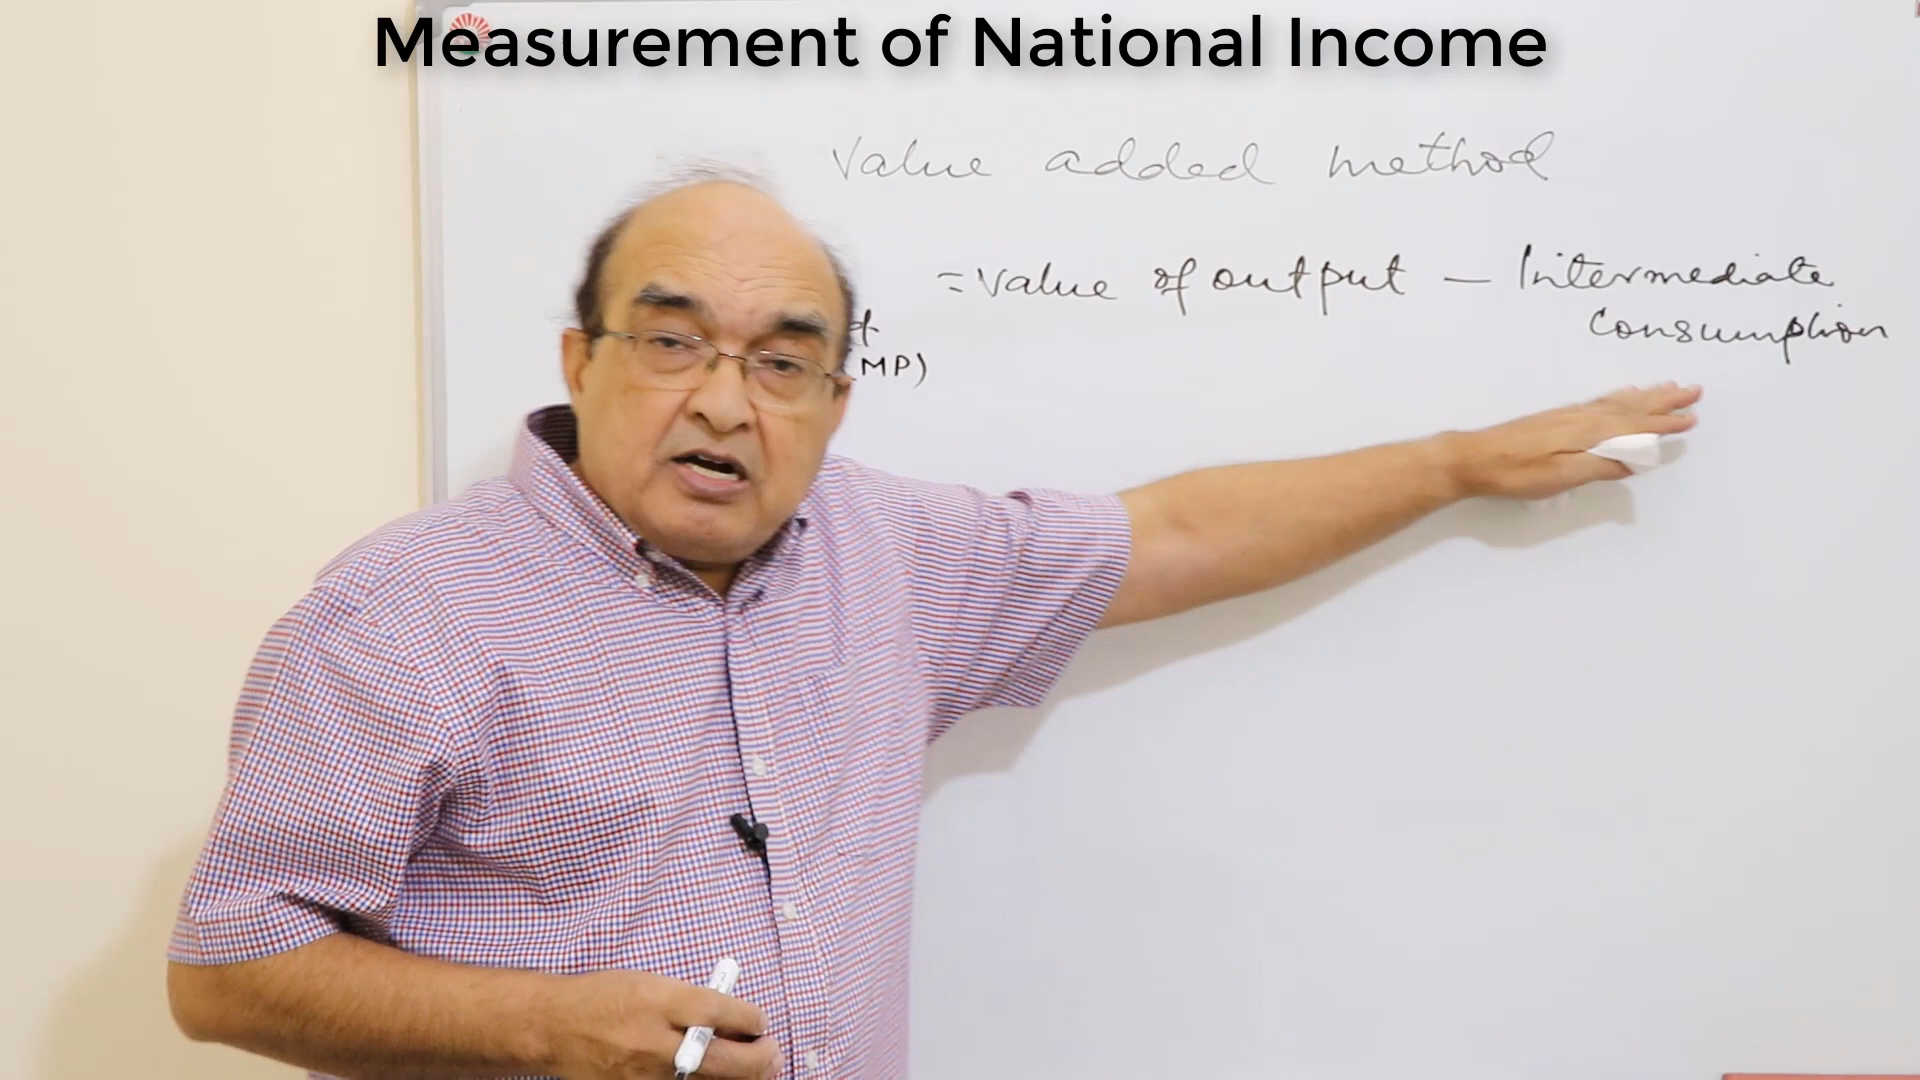 Measurement of National Income
Value added method
= Value of output - Intermediate
Consumption
MP)